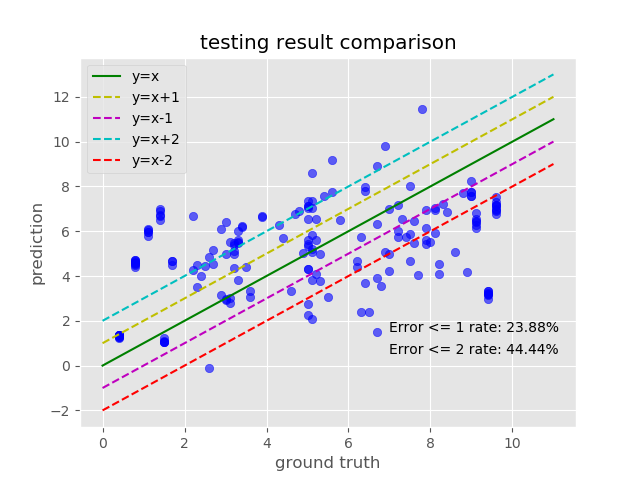 testing result comparison
y=x
y=x+1
y=x-1
y=x+2
y=x-2
12
10
8
6
4
2
0
−2
prediction
Error <= 1 rate: 23.88%
Error <= 2 rate: 44.44%
0 2 4 6 8 10
ground truth